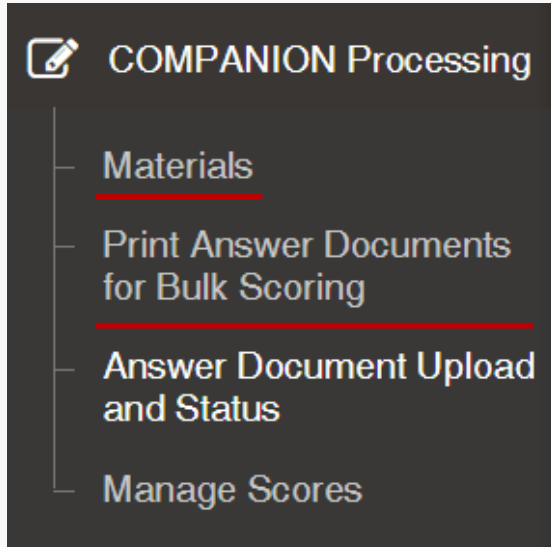 COMPANION Processing
Materials
Print Answer Documents
for Bulk Scoring
Answer Document Upload
and Status
Manage Scores